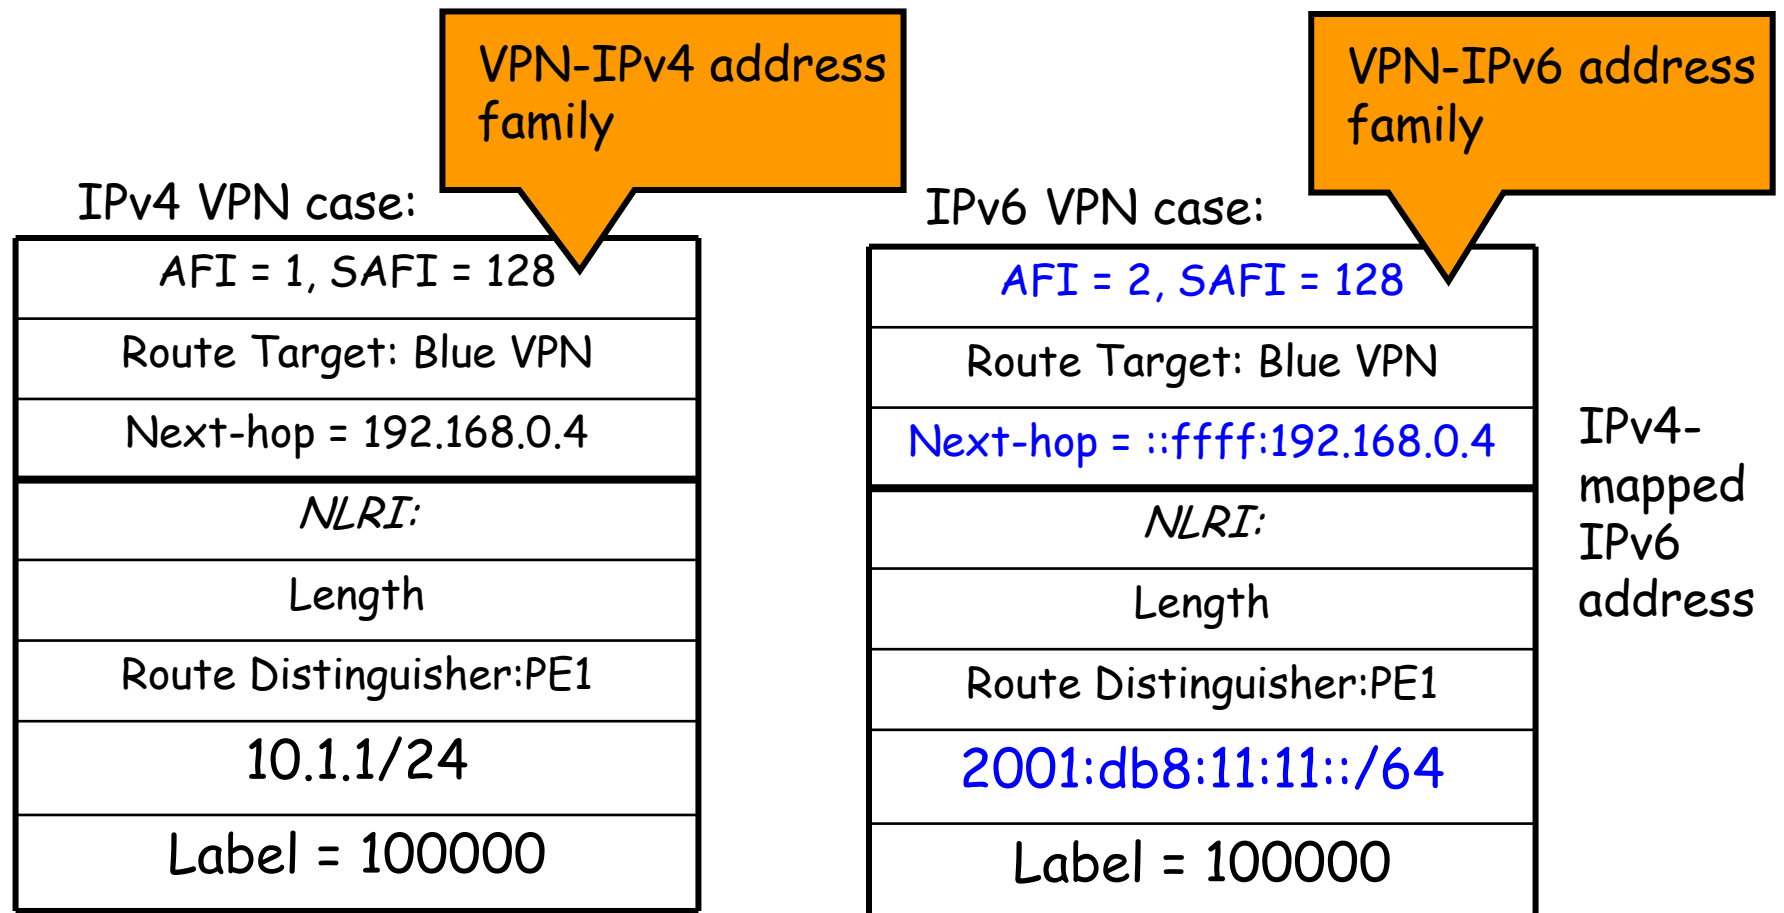 VPN-IPv4 address
family
IPv4 VPN case:
AFI = 1, SAFI = 128
Route Target: Blue VPN
Next-hop = 192.168.0.4
NLRI:
Length
Route Distinguisher:PE1
10.1.1/24
Label = 100000
VPN-IPv6 address
family
IPv6 VPN case:
AFI = 2, SAFI = 128
Route Target: Blue VPN
Next-hop = ::ffff:192.168.0.4
NLRI:
Length
Route Distinguisher:PE1
2001:db8:11:11::/64
Label = 100000
IPv4-
mapped
IPv6
address